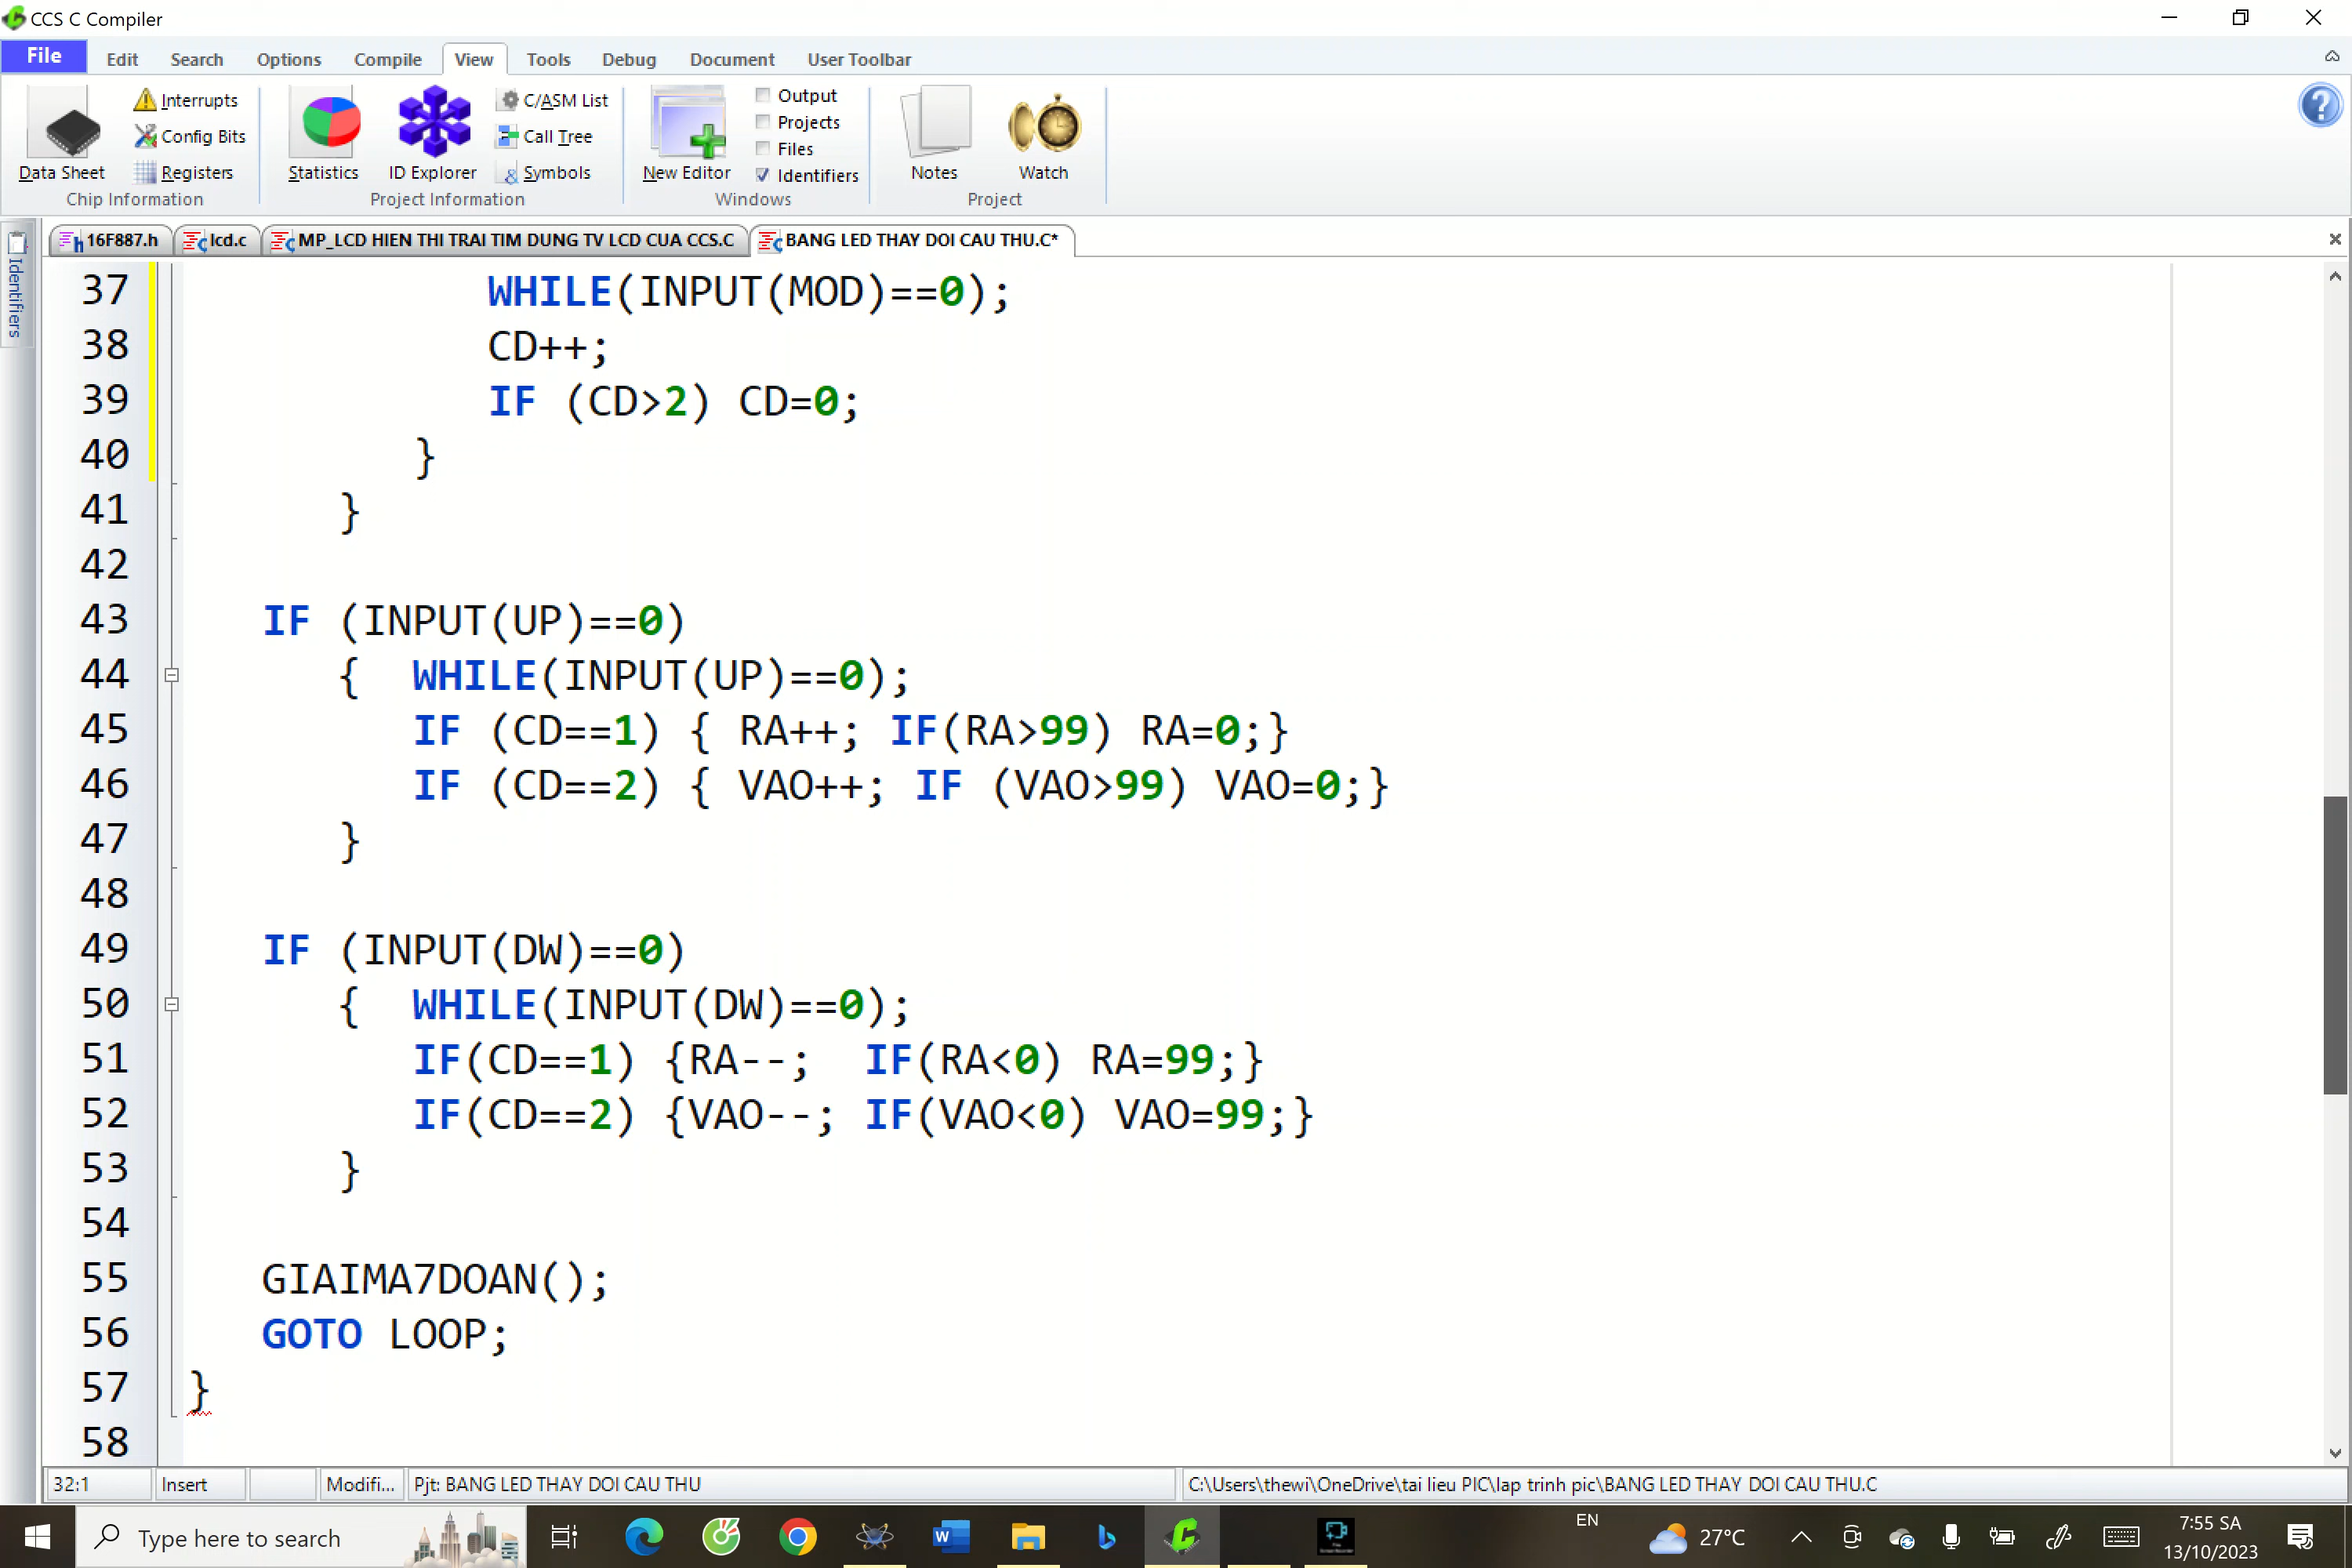 CCS C Compiler
File Edit Search Options Compile View Tools Debug Document User Toolbar
Data Sheet
Interrupts
Config Bits
Registers
Chip Information
Statistics
ID Explorer
C/ASM List
Call Tree
Symbols
Project Information
New Editor
Output
Projects
Files
Identifiers
Windows
Notes
Watch
Project
16F887.h lcd.c MP_LCD HIEN THI TRAI TIM DUNG TV LCD CUA CCS.C BANG LED THAY DOI CAU THU.C*
Identifiers
37 WHILE(INPUT(MOD)==0);
38 CD++;
39 IF (CD>2) CD=0;
40 }
41 }
42
43 IF (INPUT(UP)==0)
44 { WHILE(INPUT(UP)==0);
45 IF (CD==1) { RA++; IF(RA>99) RA=0;}
46 IF (CD==2) { VAO++; IF (VAO>99) VAO=0;}
47 }
48
49 IF (INPUT(DW)==0)
50 { WHILE(INPUT(DW)==0);
51 IF(CD==1) {RA--; IF(RA<0) RA=99;}
52 IF(CD==2) {VAO--; IF(VAO<0) VAO=99;}
53 }
54
55 GIAIMA7DOAN();
56 GOTO LOOP;
57 }
58
32:1 Insert Modifi... Pjt: BANG LED THAY DOI CAU THU C:\Users\thewi\OneDrive\tai lieu PIC\lap trinh pic\BANG LED THAY DOI CAU THU.C
Type here to search
EN
27°C
7:55 SA
13/10/2023